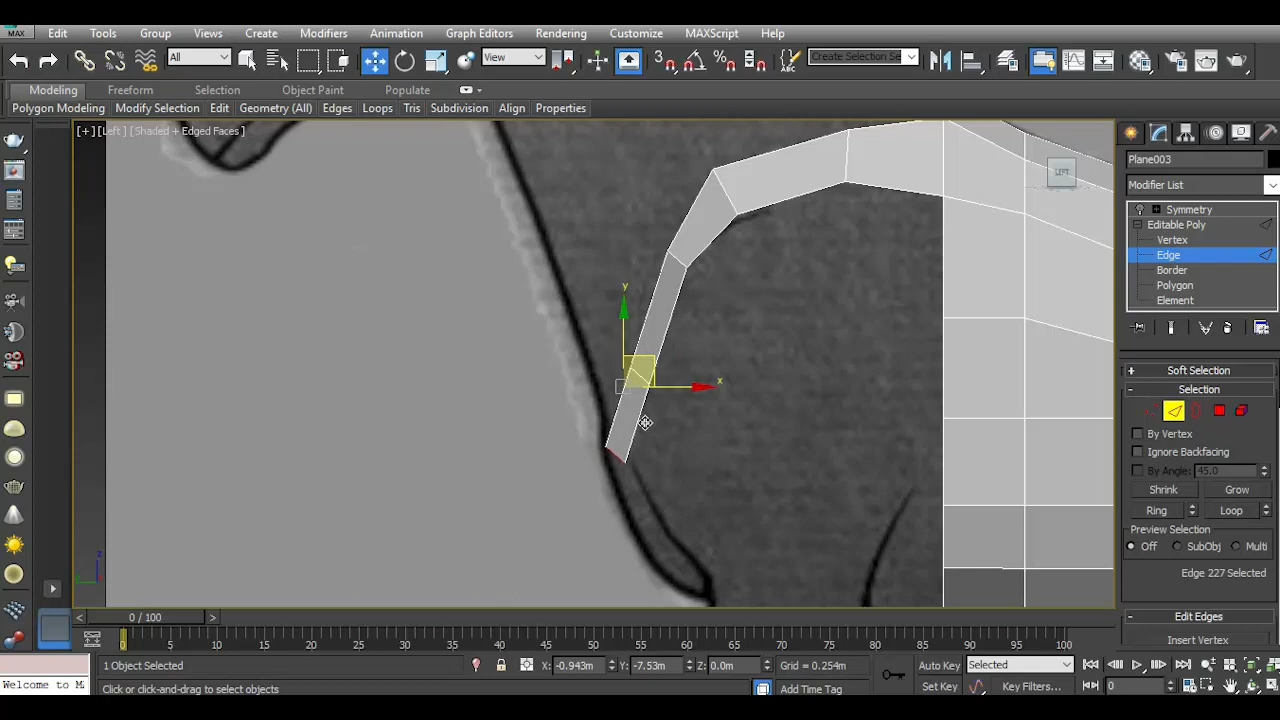 MAX Edit Tools Group Views Create Modifiers Animation Graph Editors Rendering Customize MAXScript Help
All View Create Selection Se
Modeling Freeform Selection Object Paint Populate
Polygon Modeling Modify Selection Edit Geometry (All) Edges Loops Tris Subdivision Align Properties
[+][Left][Shaded + Edged Faces]
LEFT
y
x
z
Plane003
Modifier List
Symmetry
Editable Poly
Vertex
Edge
Border
Polygon
Element
Soft Selection
Selection
By Vertex
Ignore Backfacing
By Angle: 45.0
Shrink Grow
Ring Loop
Preview Selection
Off SubObj Multi
Edge 227 Selected
Edit Edges
Insert Vertex
0 / 100
0 5 10 15 20 25 30 35 40 45 50 55 60 65 70 75 80 85 90 95 100
1 Object Selected X: -0.943m Y: -7.53m Z: 0.0m Grid = 0.254m Auto Key Selected
Welcome to M Click or click-and-drag to select objects Add Time Tag Set Key Key Filters... 0